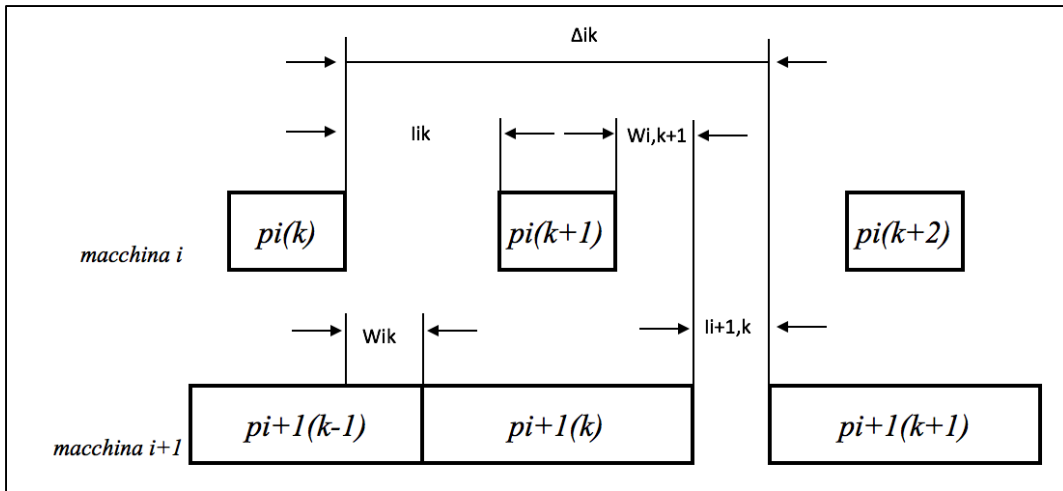 Δik
Iik
Wi,k+1
macchina i
pi(k)
pi(k+1)
pi(k+2)
Wik
Ii+1,k
macchina i+1
pi+1(k-1)
pi+1(k)
pi+1(k+1)